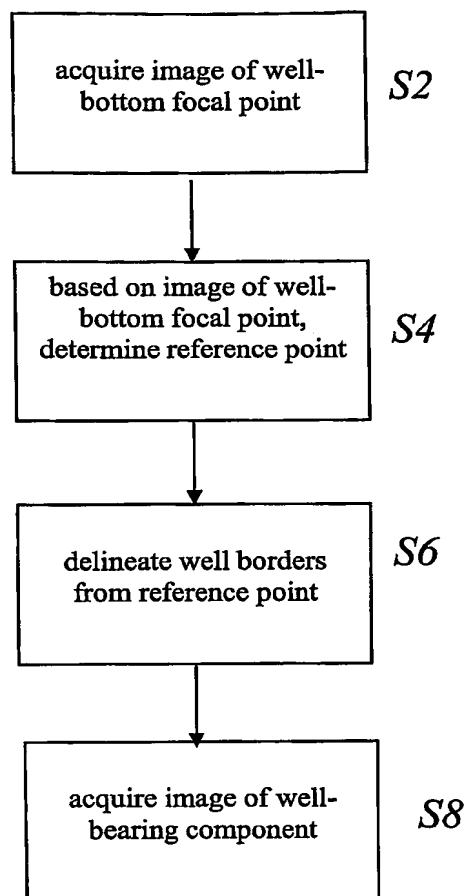 acquire image of well-
bottom focal point
S2
based on image of well-
bottom focal point,
determine reference point
S4
delineate well borders
from reference point
S6
acquire image of well-
bearing component
S8